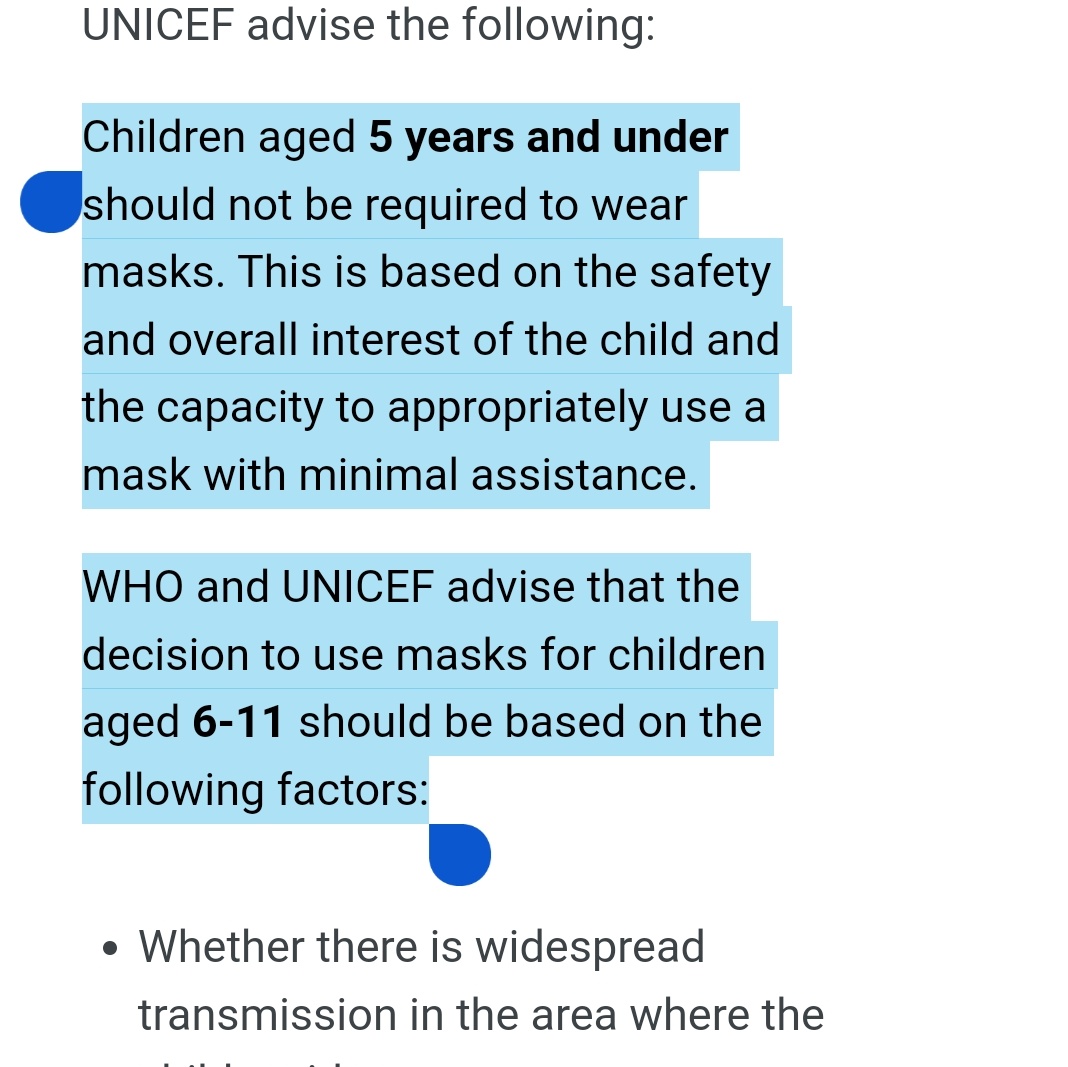 UNICEF advise the following:
Children aged 5 years and under
should not be required to wear
masks. This is based on the safety
and overall interest of the child and
the capacity to appropriately use a
mask with minimal assistance.
WHO and UNICEF advise that the
decision to use masks for children
aged 6-11 should be based on the
following factors:
• Whether there is widespread
transmission in the area where the